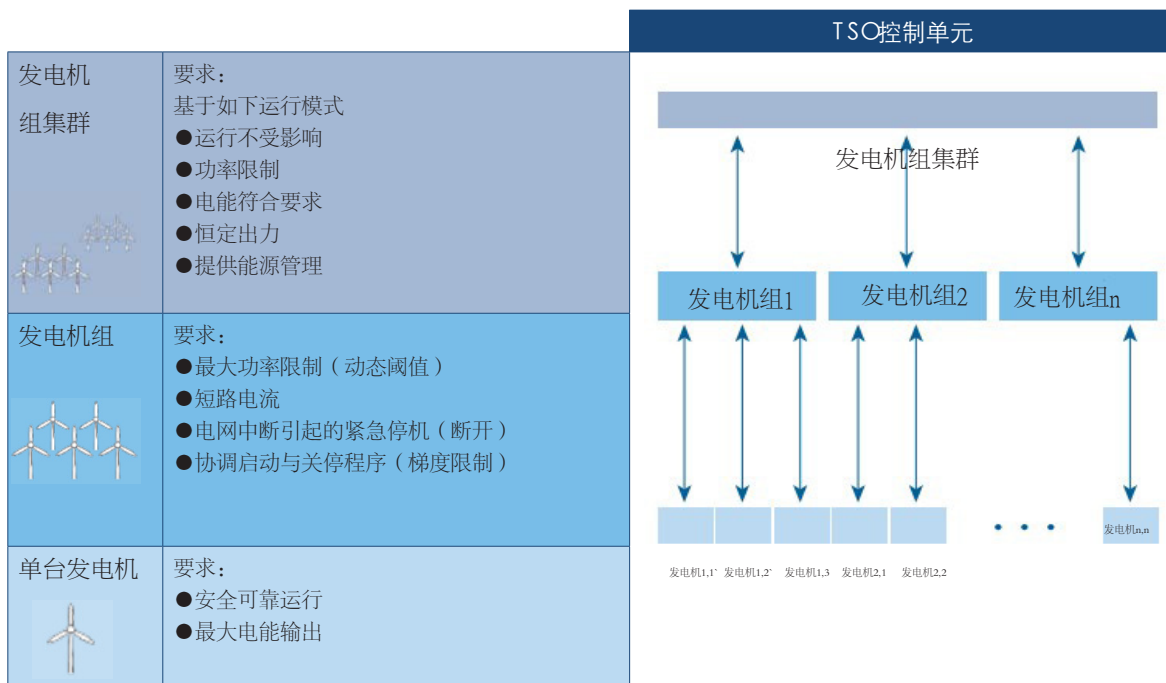 TSO控制单元
发电机
组集群
要求：
基于如下运行模式
●运行不受影响
●功率限制
●电能符合要求
●恒定出力
●提供能源管理
发电机组
要求：
●最大功率限制（动态阈值）
●短路电流
●电网中断引起的紧急停机（断开）
●协调启动与关停程序（梯度限制）
单台发电机
要求：
●安全可靠运行
●最大电能输出
发电机组集群
发电机组1 发电机组2 发电机组n
• • •
发电机n,n
发电机1,1` 发电机1,2` 发电机1,3 发电机2,1 发电机2,2